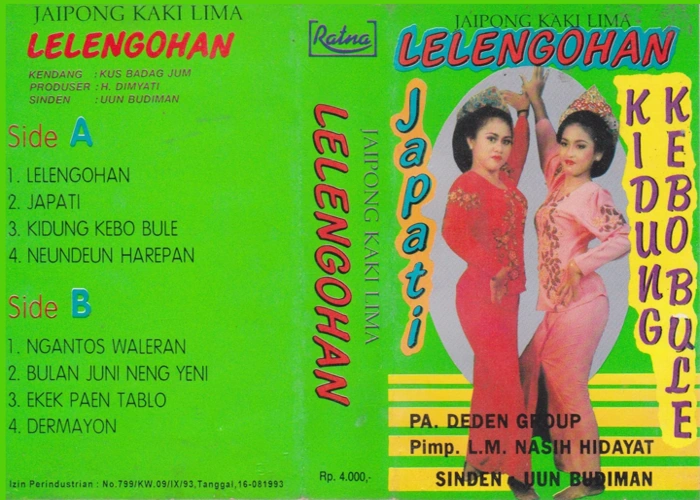 JAIPONG KAKI LIMA
LELENGOHAN
KENDANG : KUS BADAG JUM
PRODUSER : H. DIMYATI
SINDEN : UUN BUDIMAN
Side A
1. LELENGOHAN
2. JAPATI
3. KIDUNG KEBO BULE
4. NEUNDEUN HAREPAN
Side B
1. NGANTOS WALERAN
2. BULAN JUNI NENG YENI
3. EKEK PAEN TABLO
4. DERMAYON
Izin Perindustrian : No.799/KW.09/IX/93,Tanggal,16-081993
Ratna
LELENGOHAN
JAIPONG KAKI LIMA
Rp. 4.000,-
JAIPONG KAKI LIMA
LELENGOHAN
Japati
KIDUNG
KEBO BULE
PA. DEDEN GROUP
Pimp. L.M. NASIH HIDAYAT
SINDEN : UUN BUDIMAN